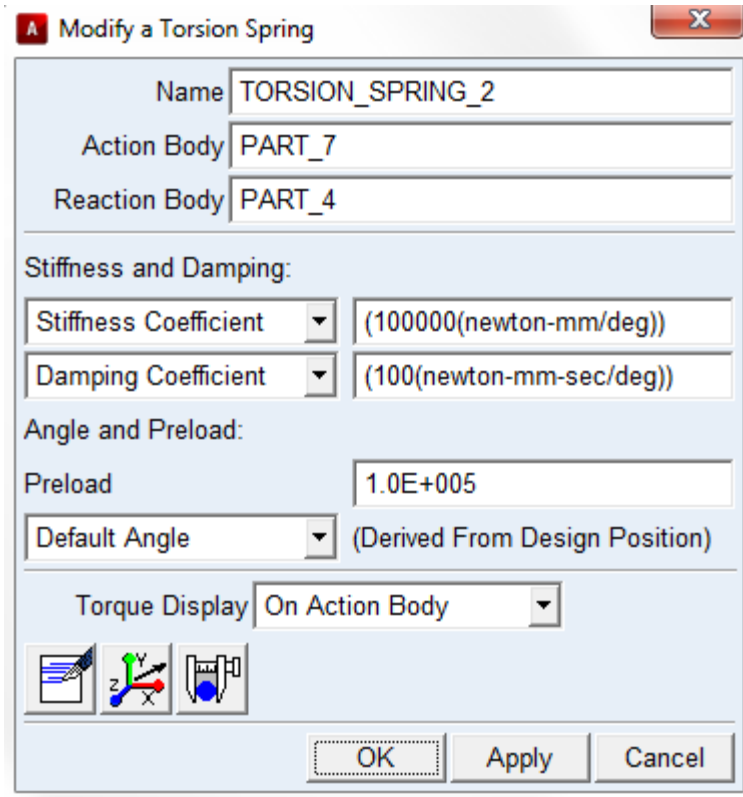 A Modify a Torsion Spring X
Name TORSION_SPRING_2
Action Body PART_7
Reaction Body PART_4
Stiffness and Damping:
Stiffness Coefficient (100000(newton-mm/deg))
Damping Coefficient (100(newton-mm-sec/deg))
Angle and Preload:
Preload 1.0E+005
Default Angle (Derived From Design Position)
Torque Display On Action Body
Z Y X
OK Apply Cancel